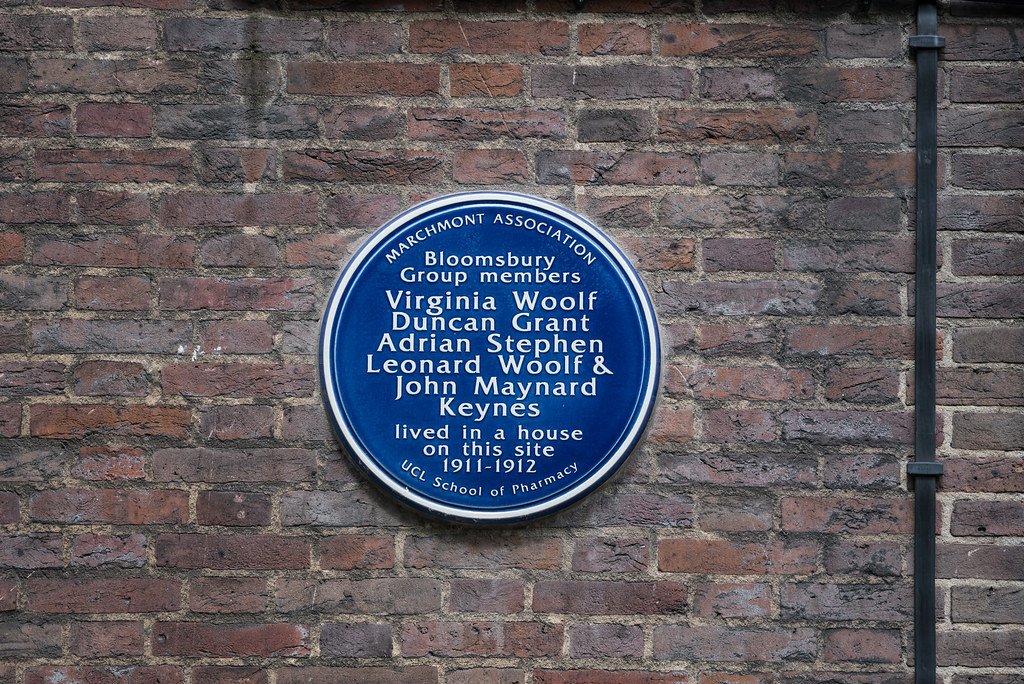 MARCHMONT ASSOCIATION
Bloomsbury
Group members
Virginia Woolf
Duncan Grant
Adrian Stephen
Leonard Woolf &
John Maynard
Keynes
lived in a house
on this site
1911-1912
UCL School of Pharmacy